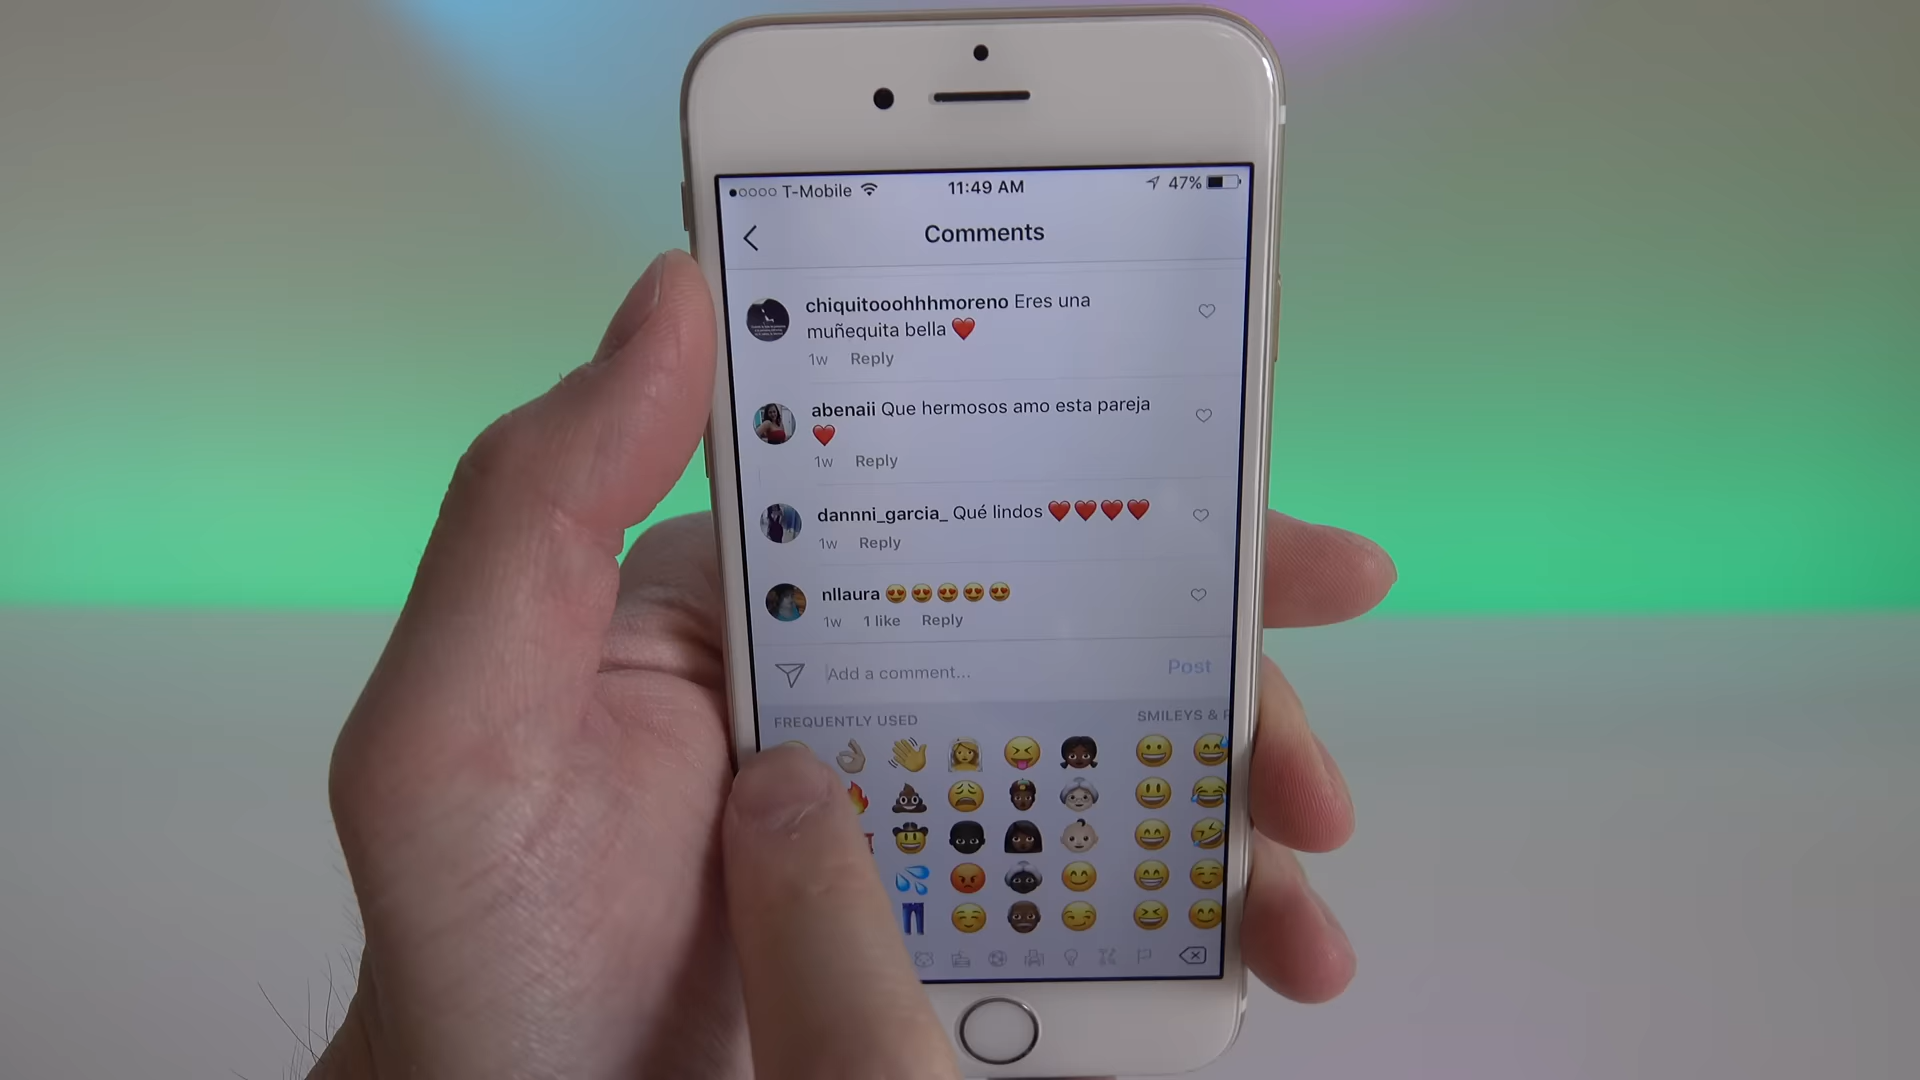 T-Mobile 11:49 AM 47%
Comments
chiquitooohhhmoreno Eres una
muñequita bella ❤️
1w Reply
abenaii Que hermosos amo esta pareja
❤️
1w Reply
dannni_garcia_ Qué lindos ❤️❤️❤️❤️
1w Reply
nllaura 😍😍😍😍😍
1w 1 like Reply
Add a comment... Post
FREQUENTLY USED SMILEYS &